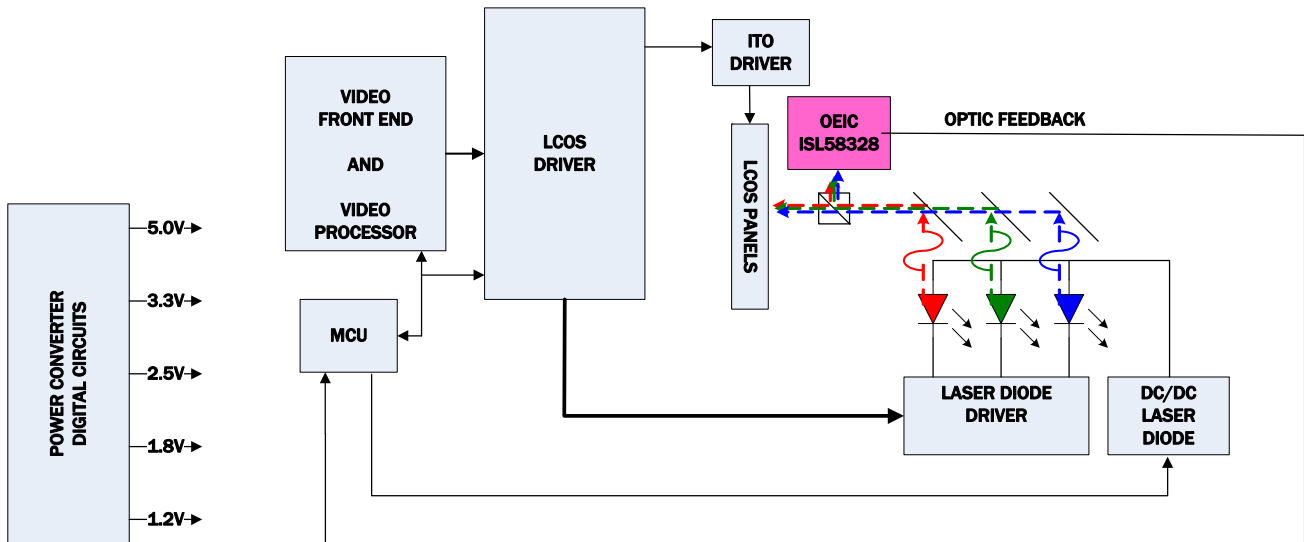 ITO
DRIVER
VIDEO
FRONT END
AND
VIDEO
PROCESSOR
LCOS
DRIVER
OEIC
ISL58328
OPTIC FEEDBACK
LCOS PANELS
POWER CONVERTER
DIGITAL CIRCUITS
5.0V
3.3V
2.5V
1.8V
1.2V
MCU
LASER DIODE
DRIVER
DC/DC
LASER
DIODE